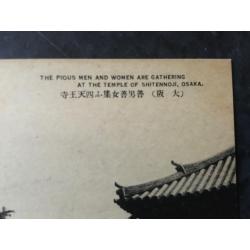 THE PIOUS MEN AND WOMEN ARE GATHERING
AT THE TEMPLE OF SHITENNOJI, OSAKA.
寺王天四ふ集女善男善（阪　大）